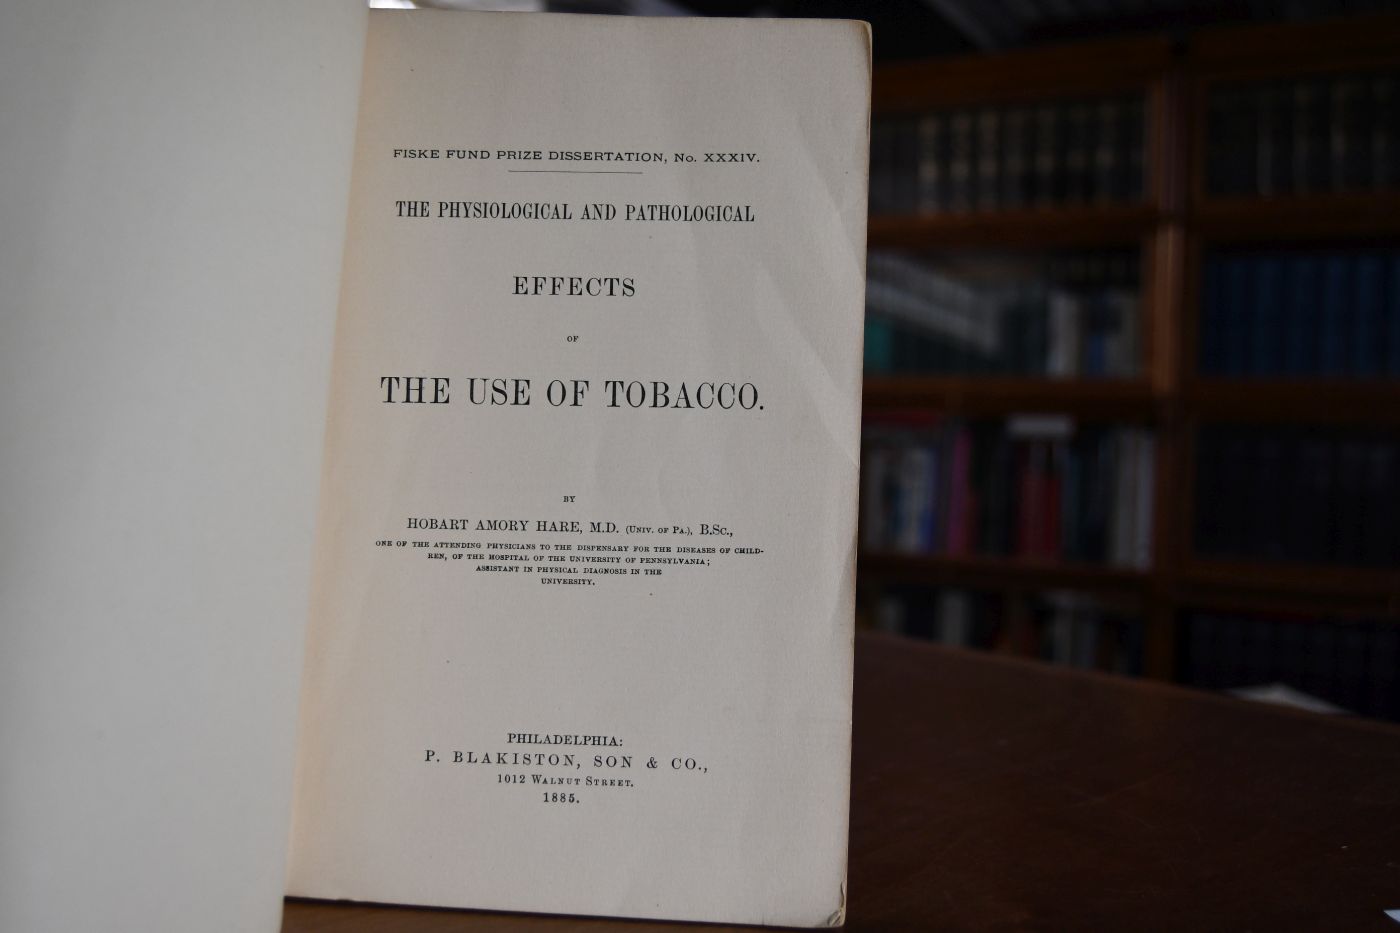 FISKE FUND PRIZE DISSERTATION, No. XXXIV.
THE PHYSIOLOGICAL AND PATHOLOGICAL
EFFECTS
OF
THE USE OF TOBACCO.
BY
HOBART AMORY HARE, M.D. (Univ. of Pa.), B.Sc.,
ONE OF THE ATTENDING PHYSICIANS TO THE DISPENSARY FOR THE DISEASES OF CHILD-
REN, OF THE HOSPITAL OF THE UNIVERSITY OF PENNSYLVANIA;
ASSISTANT IN PHYSICAL DIAGNOSIS IN THE
UNIVERSITY.
PHILADELPHIA:
P. BLAKISTON, SON & CO.,
1012 Walnut Street.
1885.